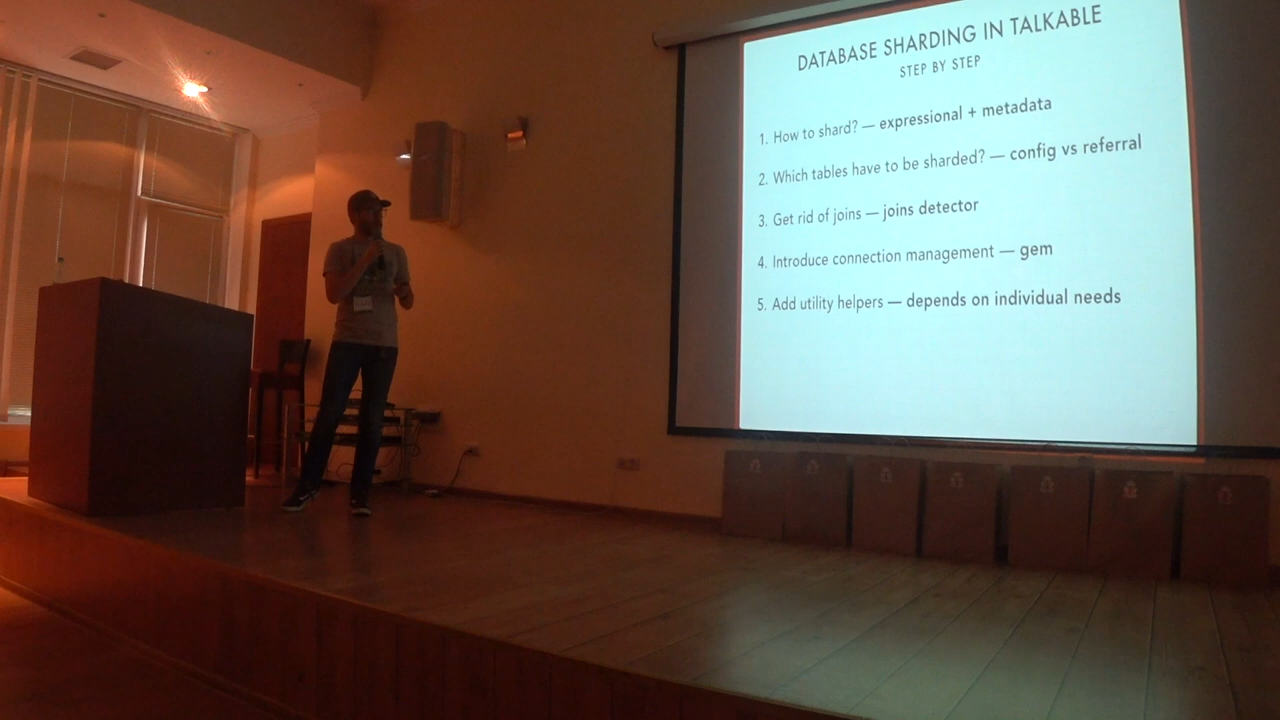 DATABASE SHARDING IN TALKABLE
STEP BY STEP
1. How to shard? — expressional + metadata
2. Which tables have to be sharded? — config vs referral
3. Get rid of joins — joins detector
4. Introduce connection management — gem
5. Add utility helpers — depends on individual needs